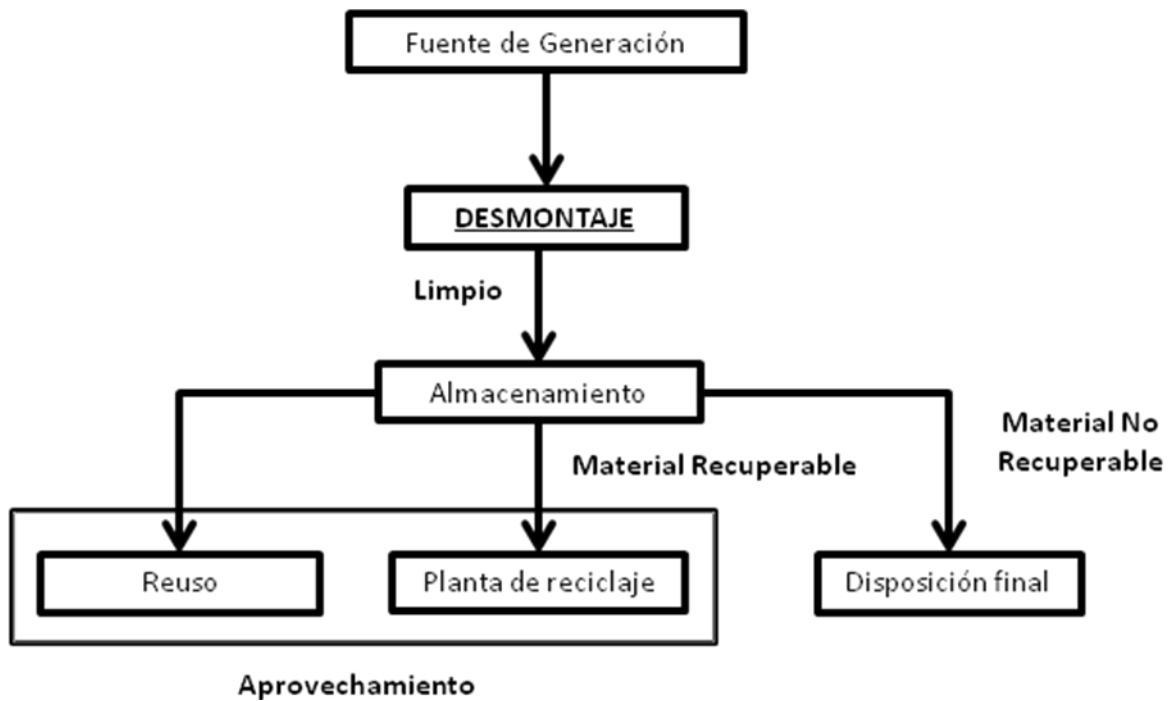 Fuente de Generación
DESMONTAJE
Limpio
Almacenamiento
Material No
Recuperable
Material Recuperable
Reuso
Planta de reciclaje
Disposición final
Aprovechamiento